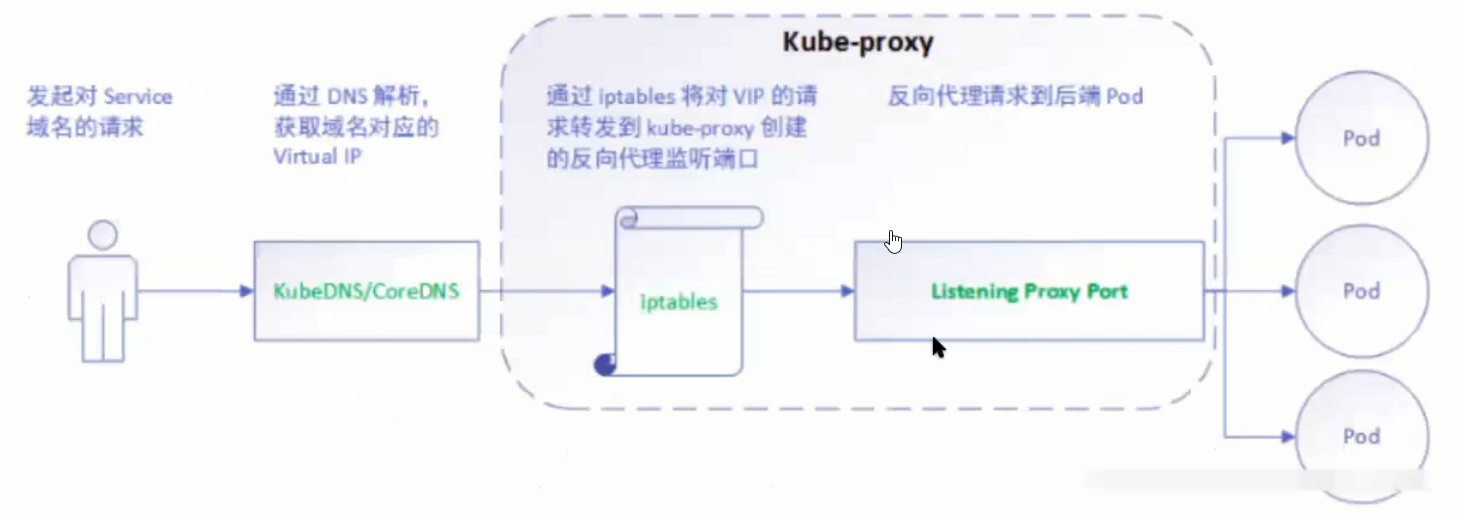 Kube-proxy
发起对 Service
域名的请求
通过 DNS 解析，
获取域名对应的
Virtual IP
通过 iptables 将对 VIP 的请
求转发到 kube-proxy 创建
的反向代理监听端口
反向代理请求到后端 Pod
KubeDNS/CoreDNS
iptables
Listening Proxy Port
Pod
Pod
Pod